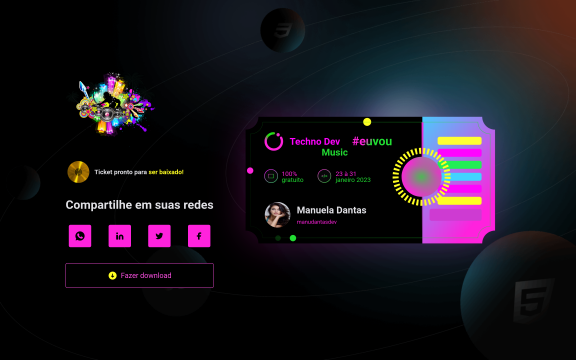 Ticket pronto para ser baixado!
Compartilhe em suas redes
Fazer download
Techno Dev
Music
#euvou
100%
gratuito
23 à 31
janeiro 2023
Manuela Dantas
manudantasdev